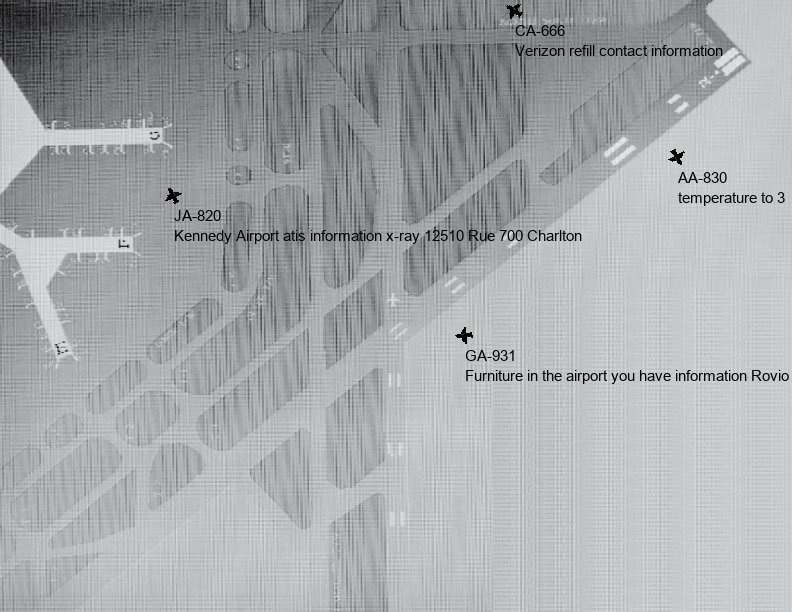 CA-666
Verizon refill contact information
AA-830
temperature to 3
JA-820
Kennedy Airport atis information x-ray 12510 Rue 700 Charlton
GA-931
Furniture in the airport you have information Rovio